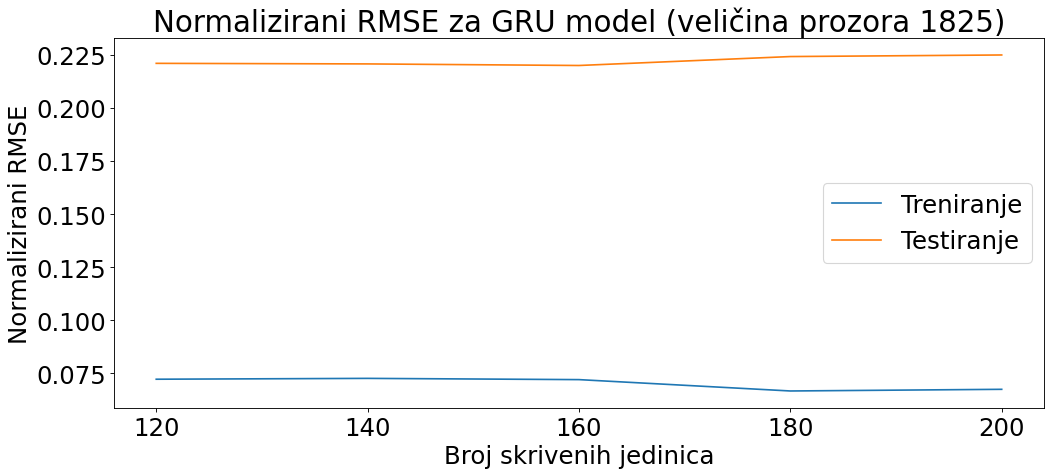 Normalizirani RMSE za GRU model (veličina prozora 1825)
Normalizirani RMSE
0.225
0.200
0.175
0.150
0.125
0.100
0.075
Treniranje
Testiranje
120 140 160 180 200
Broj skrivenih jedinica